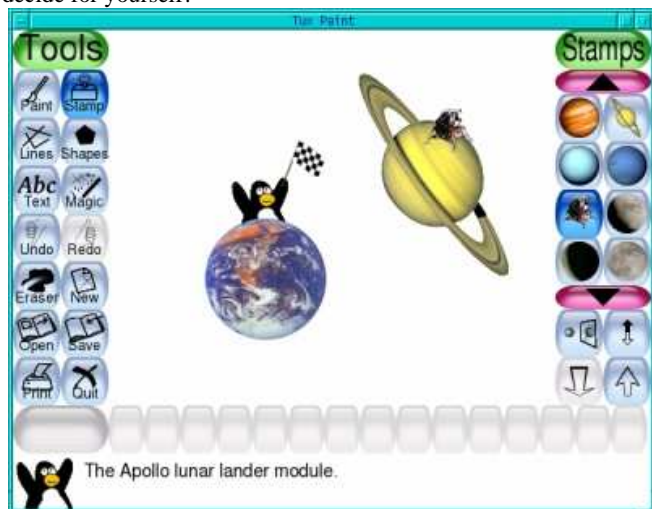 decide for yourself!
Tux Paint
Tools
Stamps
Paint
Stamp
Lines
Shapes
Abc
Text
Magic
Undo
Redo
Eraser
New
Open
Save
Print
Quit
The Apollo lunar lander module.